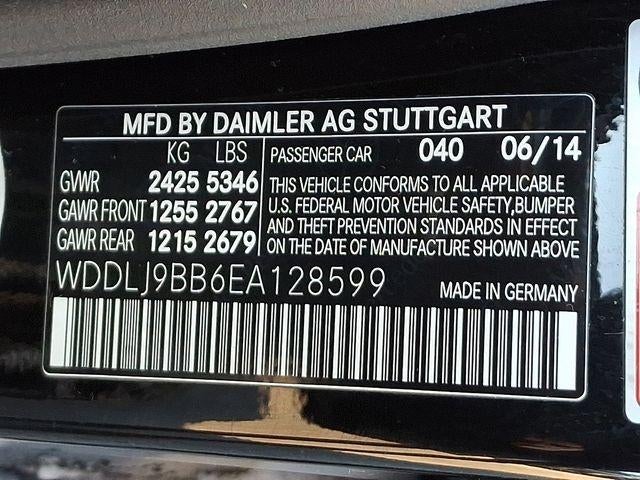 MFD BY DAIMLER AG STUTTGART
KG LBS
GVWR 2425 5346
GAWR FRONT 1255 2767
GAWR REAR 1215 2679
PASSENGER CAR 040 06/14
THIS VEHICLE CONFORMS TO ALL APPLICABLE
U.S. FEDERAL MOTOR VEHICLE SAFETY,BUMPER
AND THEFT PREVENTION STANDARDS IN EFFECT
ON THE DATE OF MANUFACTURE SHOWN ABOVE
WDDLJ9BB6EA128599
MADE IN GERMANY